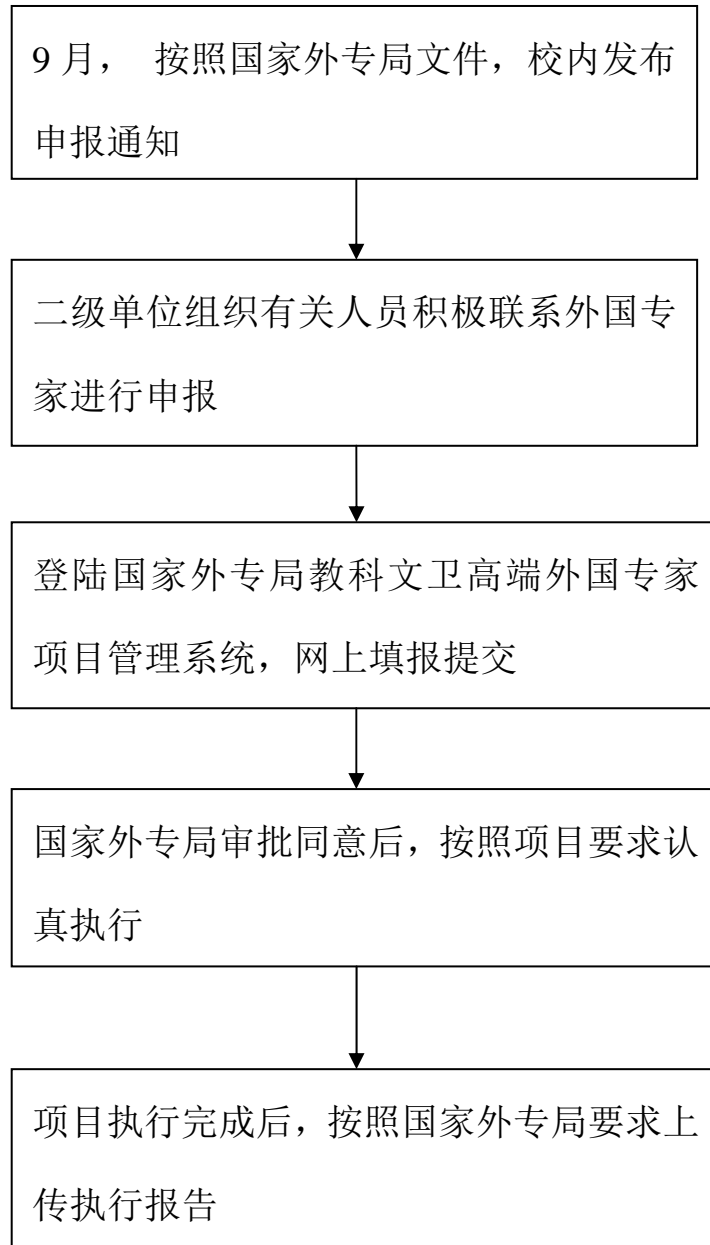 9 月， 按照国家外专局文件，校内发布
申报通知
二级单位组织有关人员积极联系外国专
家进行申报
登陆国家外专局教科文卫高端外国专家
项目管理系统，网上填报提交
国家外专局审批同意后，按照项目要求认
真执行
项目执行完成后，按照国家外专局要求上
传执行报告